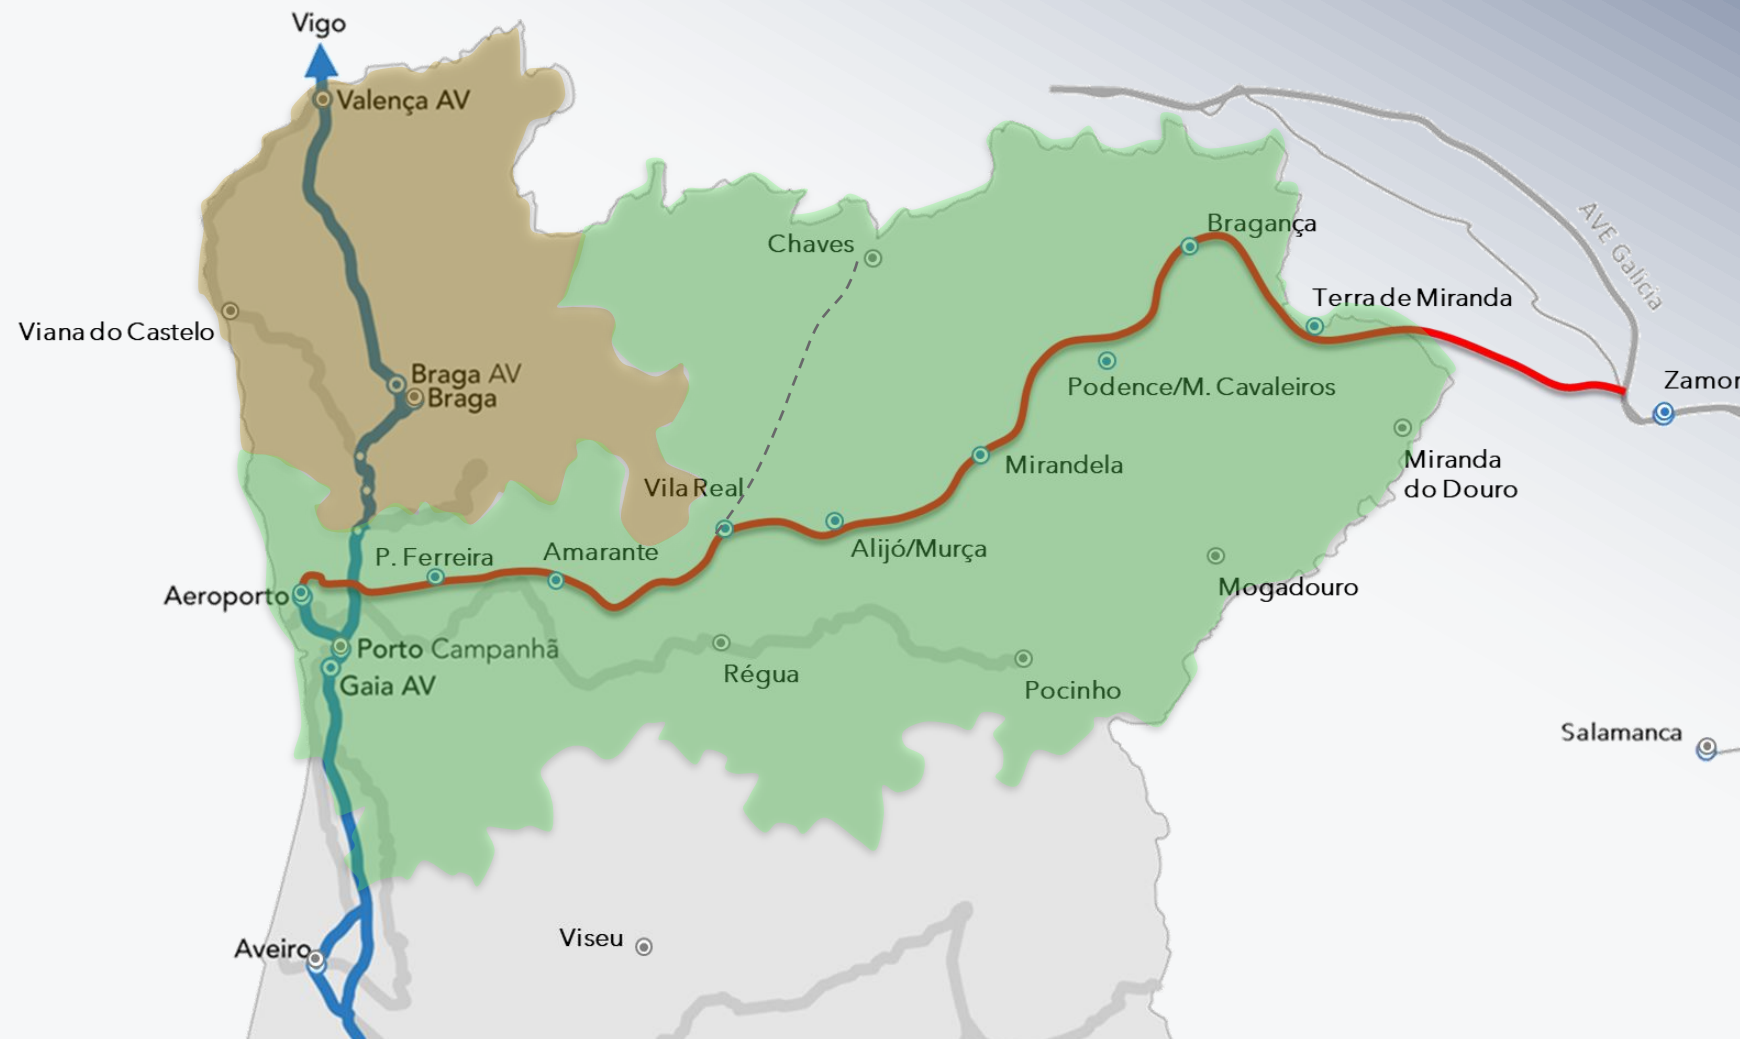 Vigo
Valença AV
AVE Galicia
Bragança
Chaves
Terra de Miranda
Viana do Castelo
Braga AV
Braga
Podence/M. Cavaleiros
Zamor
Miranda
do Douro
Mirandela
Vila Real
Alijó/Murça
P. Ferreira
Amarante
Mogadouro
Aeroporto
Porto Campanhã
Régua
Gaia AV
Pocinho
Salamanca
Viseu
Aveiro